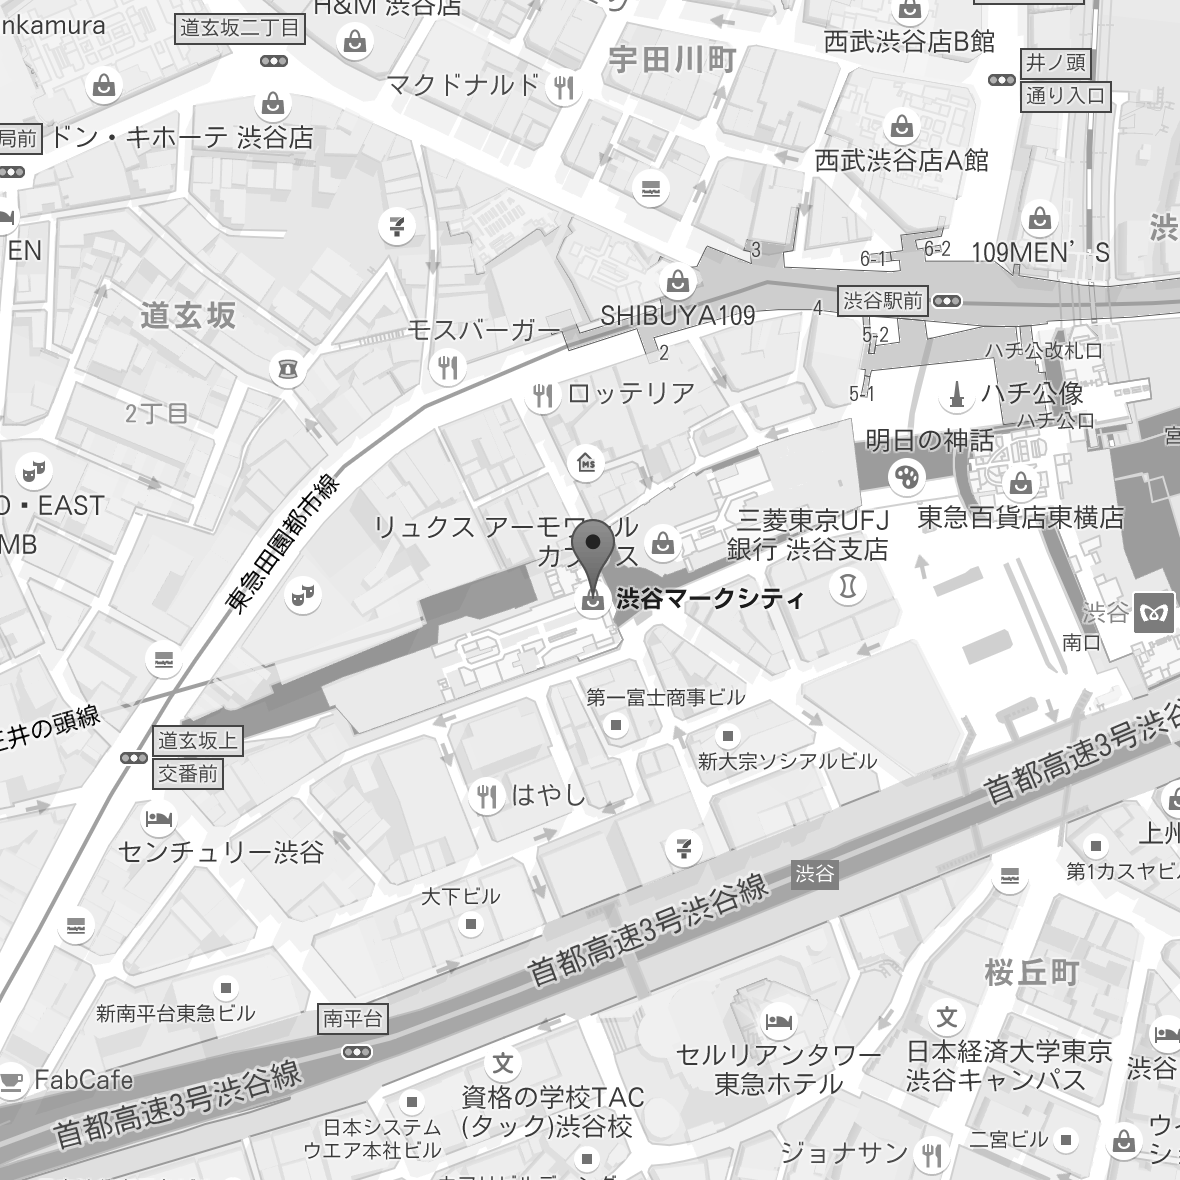 H&M 渋谷店
nkamura
道玄坂二丁目
宇田川町
西武渋谷店B館
井ノ頭
通り入口
マクドナルド
局前
ドン・キホーテ 渋谷店
西武渋谷店A館
渋
EN
3
6-1
6-2
109MEN'S
道玄坂
SHIBUYA109
4
渋谷駅前
モスバーガー
2
5-2
ハチ公改札口
2丁目
ロッテリア
5-1
ハチ公像
ハチ公口
宮
明日の神話
O・EAST
MB
東急田園都市線
リュクス アーモワール
カプリス
三菱東京UFJ
銀行 渋谷支店
東急百貨店東横店
渋谷マークシティ
渋谷
南口
井の頭線
道玄坂上
交番前
第一富士商事ビル
新大宗ソシアルビル
首都高速3号渋谷
はやし
センチュリー渋谷
上州
第1カスヤビル
渋谷
大下ビル
首都高速3号渋谷線
桜丘町
新南平台東急ビル
南平台
FabCafe
首都高速3号渋谷線
文
資格の学校TAC
(タック)渋谷校
日本システム
ウエア本社ビル
セルリアンタワー
東急ホテル
文
日本経済大学東京
渋谷キャンパス
渋谷
ジョナサン
二宮ビル
ウイ
ショ